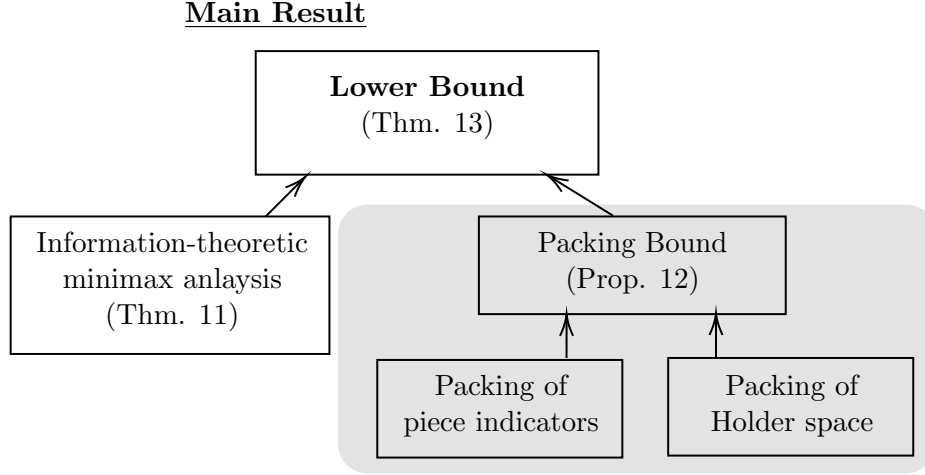 Main Result
Lower Bound
(Thm. 13)
Information-theoretic
minimax anlaysis
(Thm. 11)
Packing Bound
(Prop. 12)
Packing of
piece indicators
Packing of
Holder space